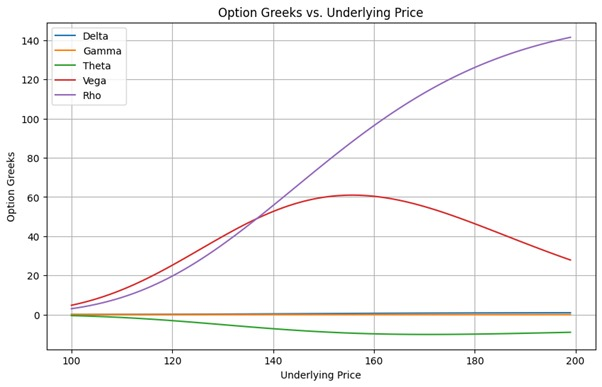 Option Greeks vs. Underlying Price
Delta
Gamma
Theta
Vega
Rho
Option Greeks
140
120
100
80
60
40
20
0
100
120
140
160
180
200
Underlying Price